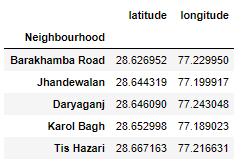 latitude longitude
Neighbourhood
Barakhamba Road 28.626952 77.229950
Jhandewalan 28.644319 77.199917
Daryaganj 28.646090 77.243048
Karol Bagh 28.652998 77.189023
Tis Hazari 28.667163 77.216631